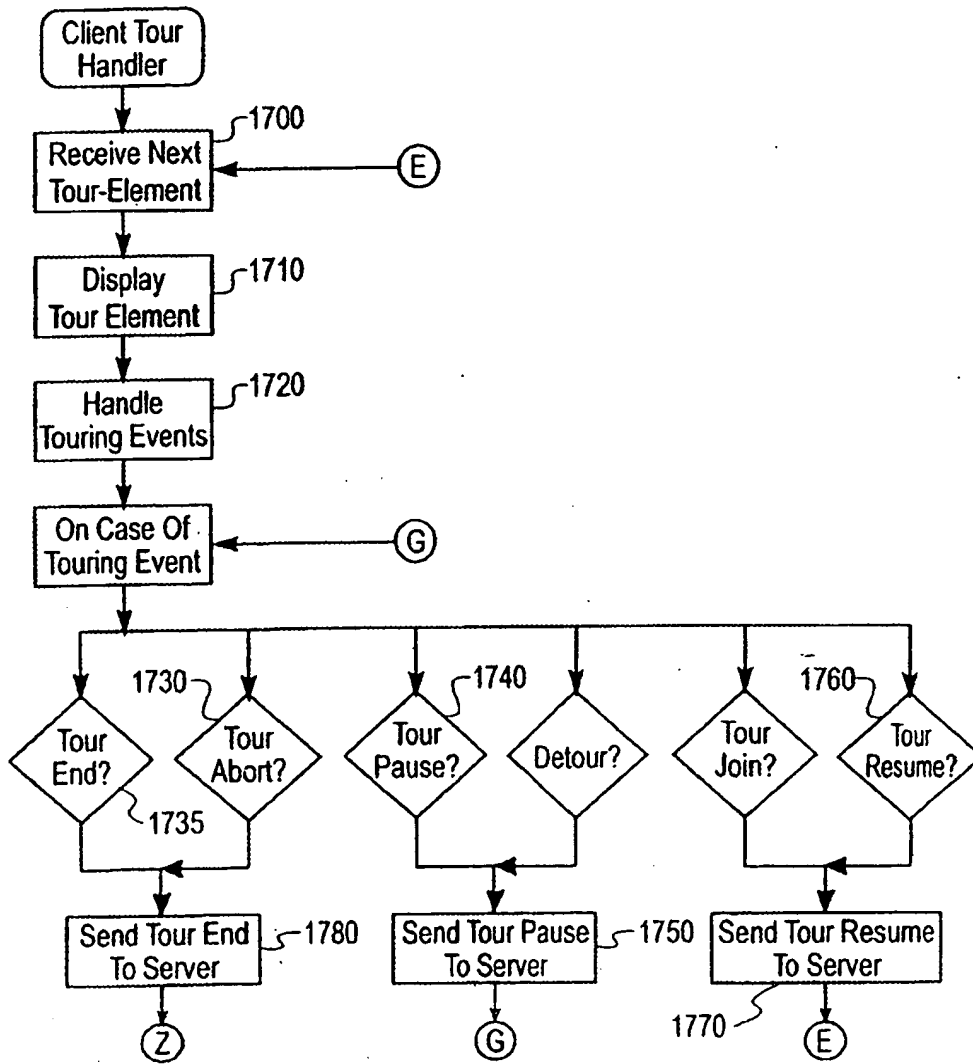 Client Tour
Handler
1700
Receive Next
Tour-Element
E
1710
Display
Tour Element
1720
Handle
Touring Events
On Case Of
Touring Event
G
1730
1740
1760
Tour
End?
Tour
Abort?
Tour
Pause?
Detour?
Tour
Join?
Tour
Resume?
1735
Send Tour End
To Server
1780
Send Tour Pause
To Server
1750
Send Tour Resume
To Server
1770
Z
G
E